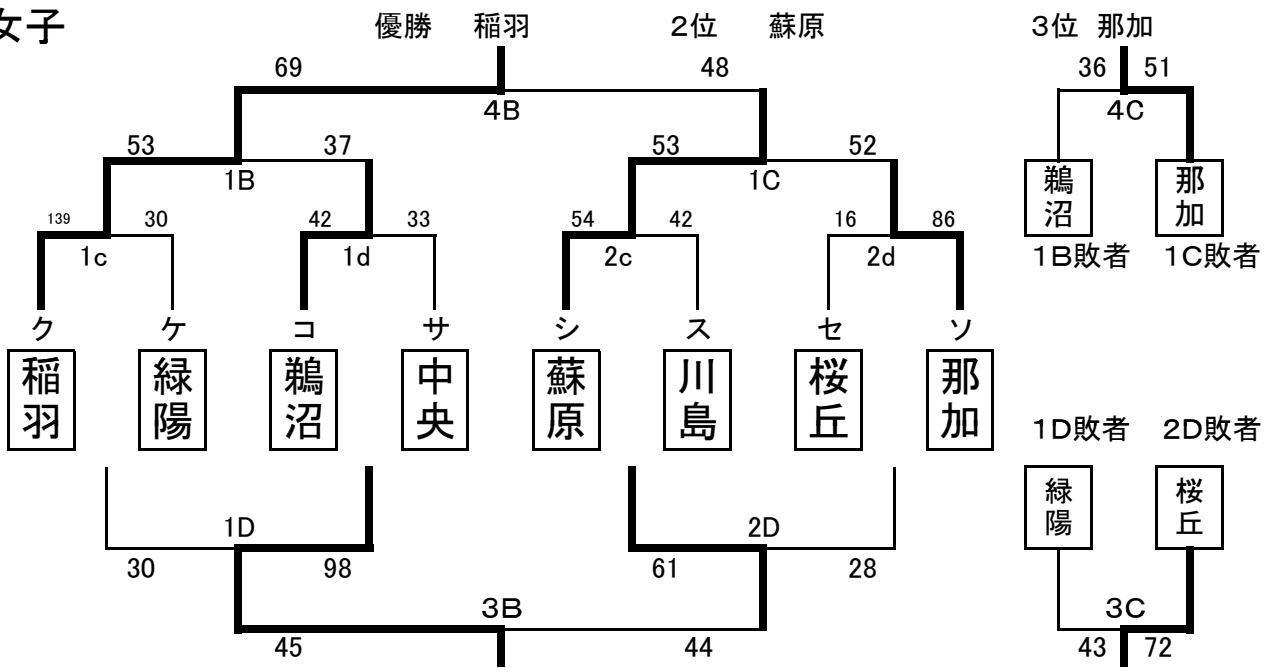 女子
優勝 稲羽 2位 蘇原 3位 那加
69 48 36 51
4B 4C
53 37 53 52
1B 1C
鵜沼 那加
139 30 42 33 54 42 16 86
1c 1d 2c 2d
1B敗者 1C敗者
ク ケ コ サ シ ス セ ソ
稲羽 緑陽 鵜沼 中央 蘇原 川島 桜丘 那加
1D敗者 2D敗者
緑陽 桜丘
1D 2D
30 98 61 28
3B 3C
45 44 43 72